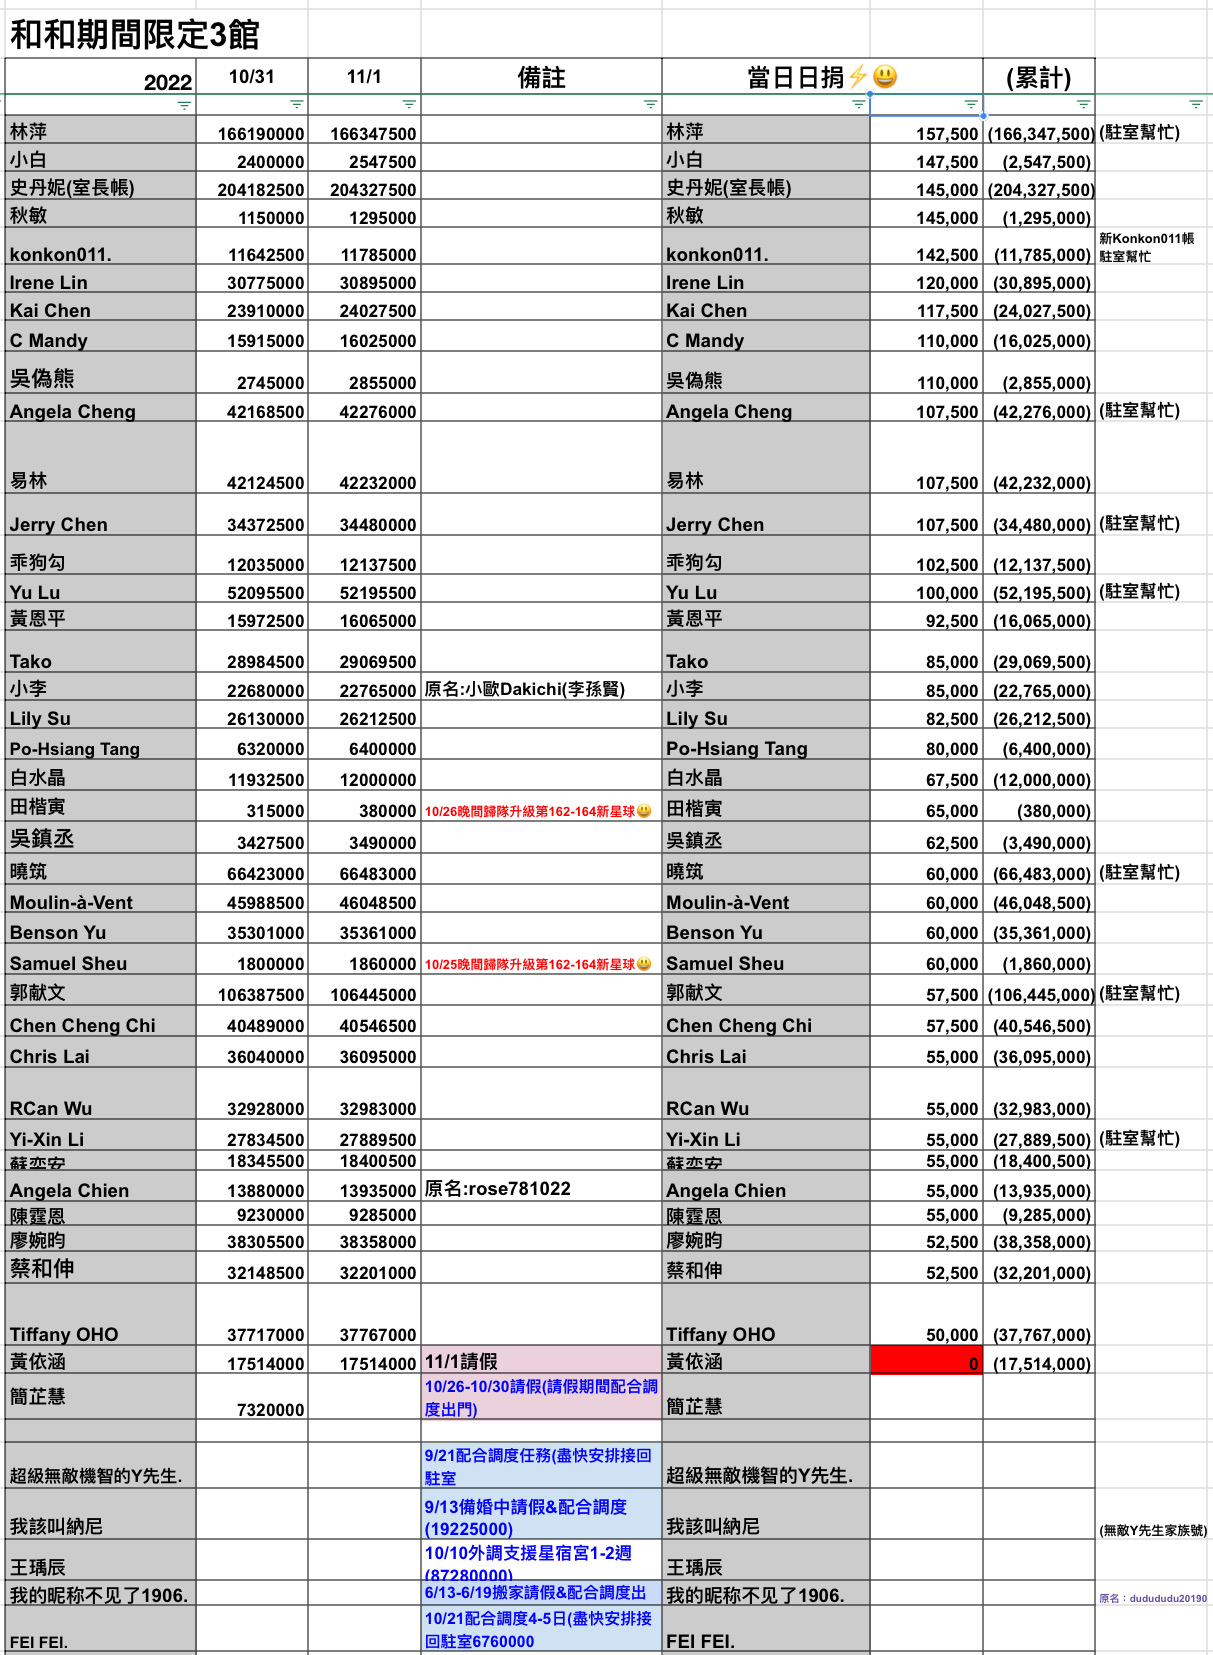 和和期間限定3館
2022 10/31 11/1 備註 當日日捐⚡😃 (累計)
林萍 166190000 166347500 林萍 157,500 (166,347,500) (駐室幫忙)
小白 2400000 2547500 小白 147,500 (2,547,500)
史丹妮(室長帳) 204182500 204327500 史丹妮(室長帳) 145,000 (204,327,500)
秋敏 1150000 1295000 秋敏 145,000 (1,295,000)
新Konkon011帳
konkon011. 11642500 11785000 konkon011. 142,500 (11,785,000) 駐室幫忙
Irene Lin 30775000 30895000 Irene Lin 120,000 (30,895,000)
Kai Chen 23910000 24027500 Kai Chen 117,500 (24,027,500)
C Mandy 15915000 16025000 C Mandy 110,000 (16,025,000)
吳偽熊 2745000 2855000 吳偽熊 110,000 (2,855,000)
Angela Cheng 42168500 42276000 Angela Cheng 107,500 (42,276,000) (駐室幫忙)
易林 42124500 42232000 易林 107,500 (42,232,000)
Jerry Chen 34372500 34480000 Jerry Chen 107,500 (34,480,000) (駐室幫忙)
乖狗勾 12035000 12137500 乖狗勾 102,500 (12,137,500)
Yu Lu 52095500 52195500 Yu Lu 100,000 (52,195,500) (駐室幫忙)
黃恩平 15972500 16065000 黃恩平 92,500 (16,065,000)
Tako 28984500 29069500 Tako 85,000 (29,069,500)
小李 22680000 22765000 原名:小歐Dakichi(李孫賢) 小李 85,000 (22,765,000)
Lily Su 26130000 26212500 Lily Su 82,500 (26,212,500)
Po-Hsiang Tang 6320000 6400000 Po-Hsiang Tang 80,000 (6,400,000)
白水晶 11932500 12000000 白水晶 67,500 (12,000,000)
田楷寅 315000 380000 10/26晚間歸隊升級第162-164新星球😃 田楷寅 65,000 (380,000)
吳鎮丞 3427500 3490000 吳鎮丞 62,500 (3,490,000)
曉筑 66423000 66483000 曉筑 60,000 (66,483,000) (駐室幫忙)
Moulin-à-Vent 45988500 46048500 Moulin-à-Vent 60,000 (46,048,500)
Benson Yu 35301000 35361000 Benson Yu 60,000 (35,361,000)
Samuel Sheu 1800000 1860000 10/25晚間歸隊升級第162-164新星球😃 Samuel Sheu 60,000 (1,860,000)
郭献文 106387500 106445000 郭献文 57,500 (106,445,000) (駐室幫忙)
Chen Cheng Chi 40489000 40546500 Chen Cheng Chi 57,500 (40,546,500)
Chris Lai 36040000 36095000 Chris Lai 55,000 (36,095,000)
RCan Wu 32928000 32983000 RCan Wu 55,000 (32,983,000)
Yi-Xin Li 27834500 27889500 Yi-Xin Li 55,000 (27,889,500) (駐室幫忙)
蘇奕安 18345500 18400500 蘇奕安 55,000 (18,400,500)
Angela Chien 13880000 13935000 原名:rose781022 Angela Chien 55,000 (13,935,000)
陳霆恩 9230000 9285000 陳霆恩 55,000 (9,285,000)
廖婉昀 38305500 38358000 廖婉昀 52,500 (38,358,000)
蔡和伸 32148500 32201000 蔡和伸 52,500 (32,201,000)
Tiffany OHO 37717000 37767000 Tiffany OHO 50,000 (37,767,000)
黃依涵 17514000 17514000 11/1請假 黃依涵 0 (17,514,000)
10/26-10/30請假(請假期間配合調
簡芷慧 7320000 度出門) 簡芷慧
9/21配合調度任務(盡快安排接回
超級無敵機智的Y先生. 駐室 超級無敵機智的Y先生.
9/13備婚中請假&配合調度
我該叫納尼 (19225000) 我該叫納尼 (無敵Y先生家族號)
10/10外調支援星宿宮1-2週
王瑀辰 (87280000) 王瑀辰
我的昵称不见了1906. 6/13-6/19搬家請假&配合調度出 我的昵称不见了1906. 原名：dudududu20190
10/21配合調度4-5日(盡快安排接
FEI FEI. 回駐室6760000 FEI FEI.